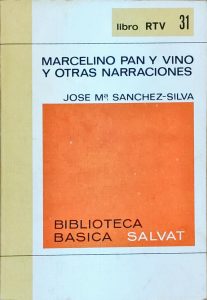 libro RTV 31
MARCELINO PAN Y VINO
Y OTRAS NARRACIONES
JOSE Mª SANCHEZ-SILVA
BIBLIOTECA
BASICA SALVAT